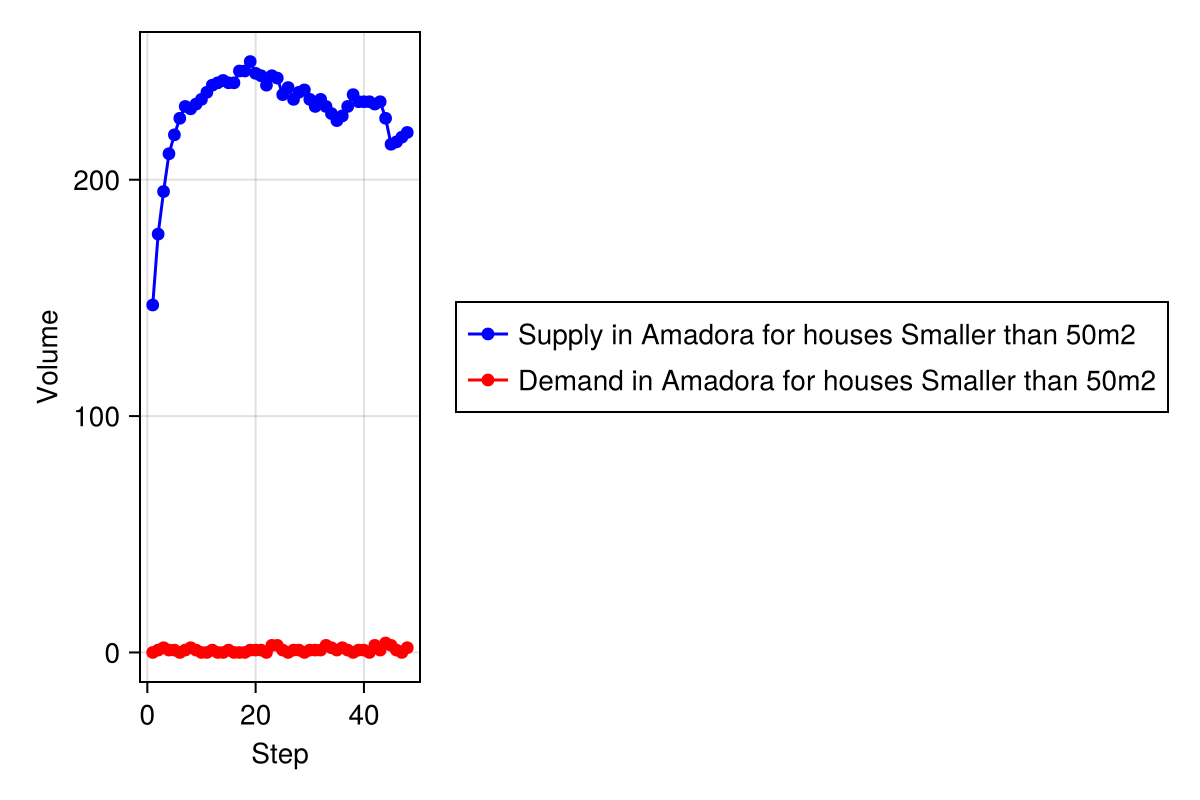 Volume
200
100
0
0 20 40
Step
Supply in Amadora for houses Smaller than 50m2
Demand in Amadora for houses Smaller than 50m2